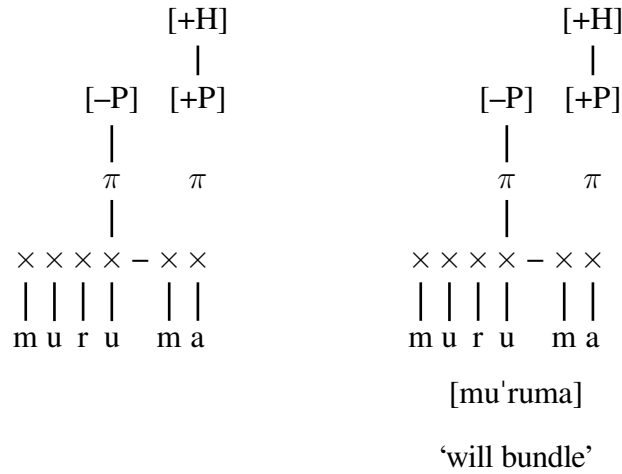 [+H] [+H]
[–P] [+P] [–P] [+P]
π π π π
× × × × – × × × × × × – × ×
m u r u m a m u r u m a
[muˈruma]
‘will bundle’